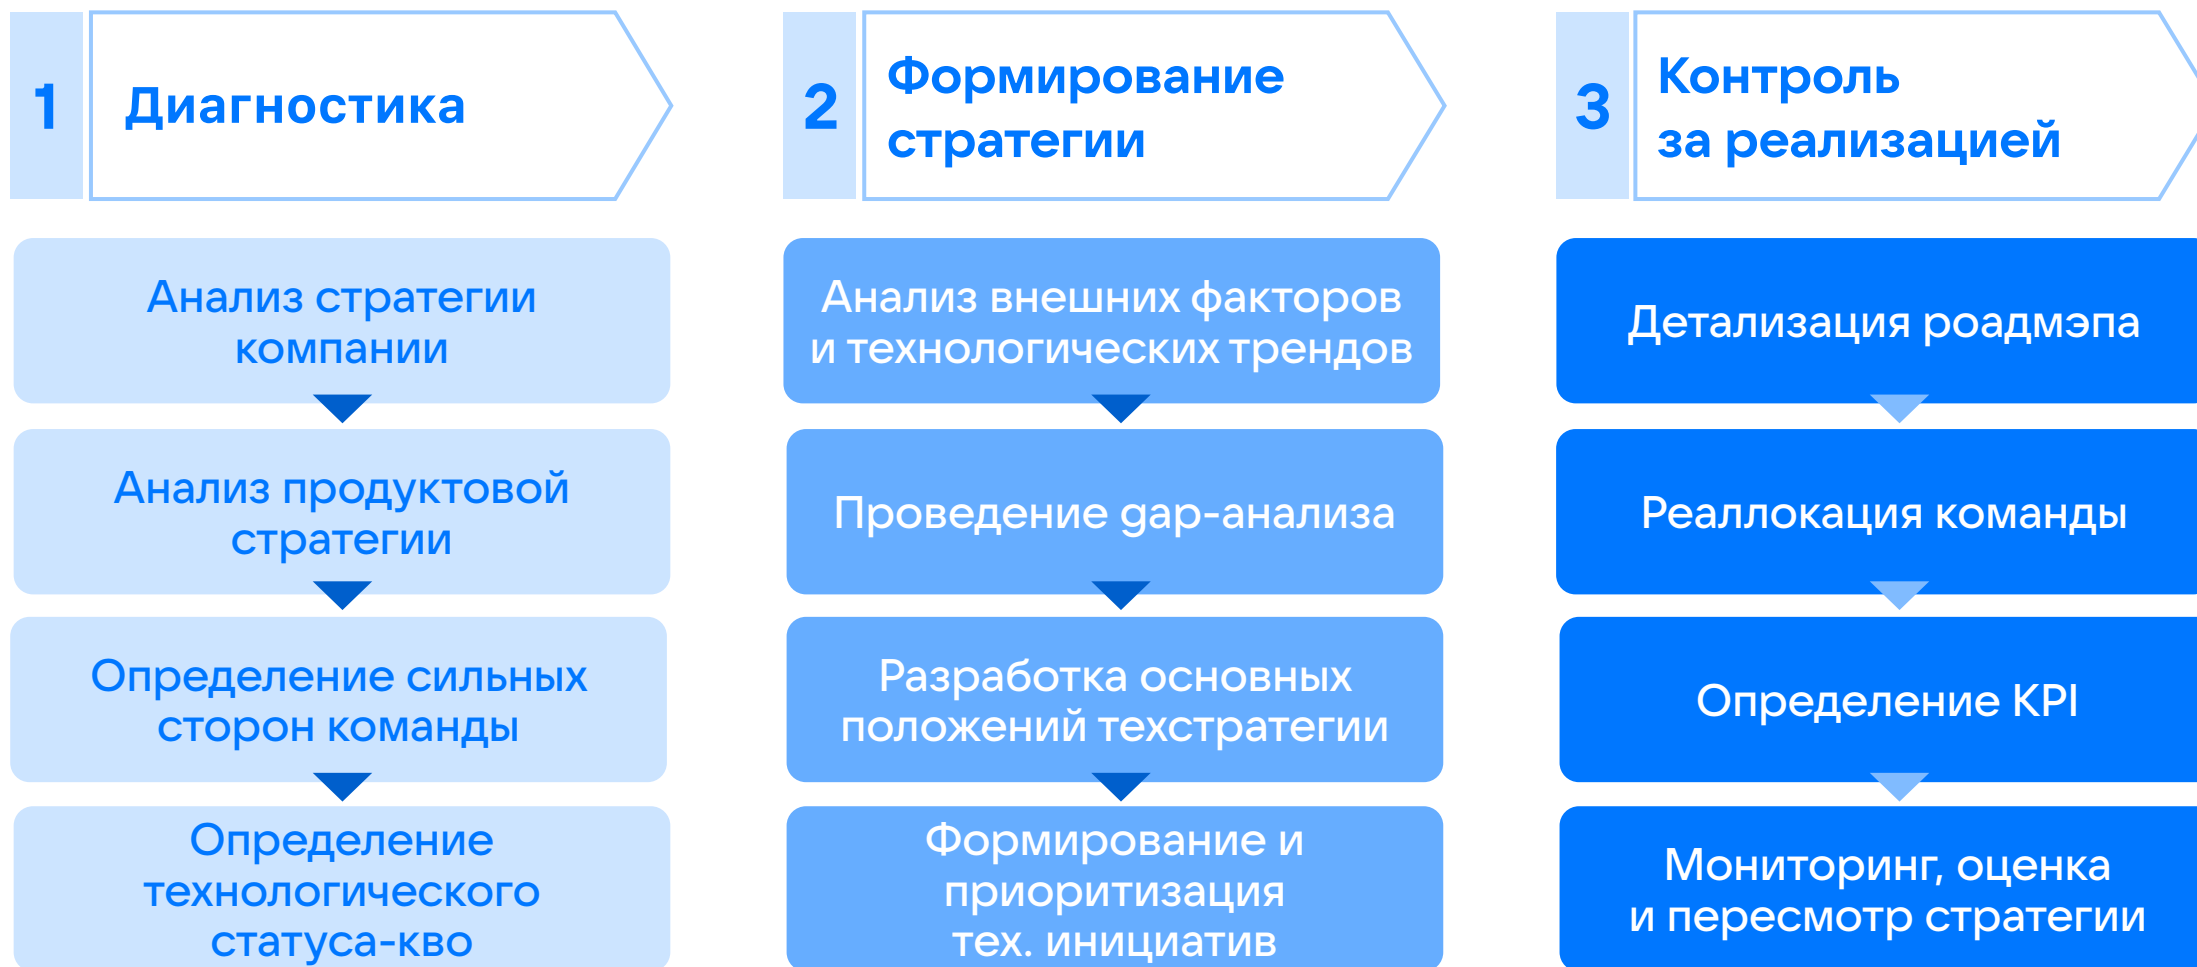 1
Диагностика
Анализ стратегии
компании
Анализ продуктовой
стратегии
Определение сильных
сторон команды
Определение
технологического
статуса-кво
2
Формирование
стратегии
Анализ внешних факторов
и технологических трендов
Проведение gap-анализа
Разработка основных
положений техстратегии
Формирование и
приоритизация
тех. инициатив
3
Контроль
за реализацией
Детализация роадмэпа
Реаллокация команды
Определение KPI
Мониторинг, оценка
и пересмотр стратегии